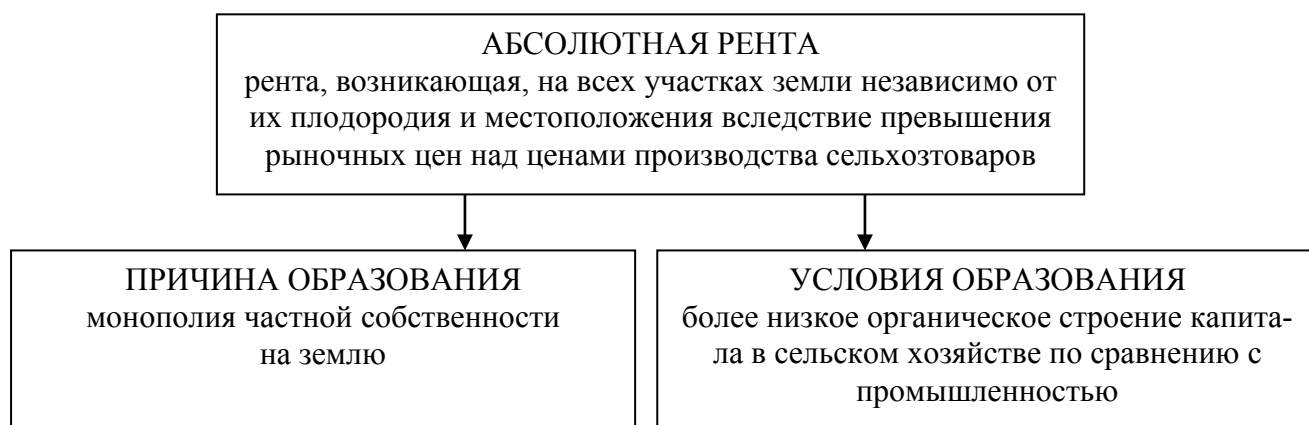 АБСОЛЮТНАЯ РЕНТА
рента, возникающая, на всех участках земли независимо от
их плодородия и местоположения вследствие превышения
рыночных цен над ценами производства сельхозтоваров
ПРИЧИНА ОБРАЗОВАНИЯ
монополия частной собственности
на землю
УСЛОВИЯ ОБРАЗОВАНИЯ
более низкое органическое строение капита-
ла в сельском хозяйстве по сравнению с
промышленностью